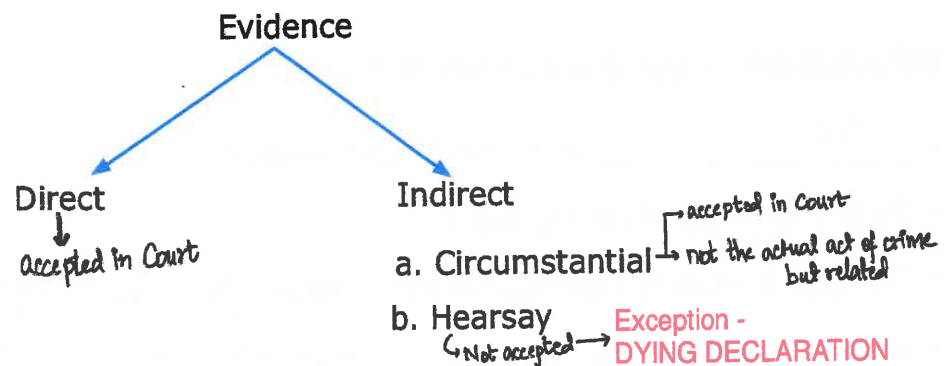 Evidence
Direct
accepted in Court
Indirect
a. Circumstantial
accepted in Court
not the actual act of crime
but related
b. Hearsay
Not accepted
Exception -
DYING DECLARATION